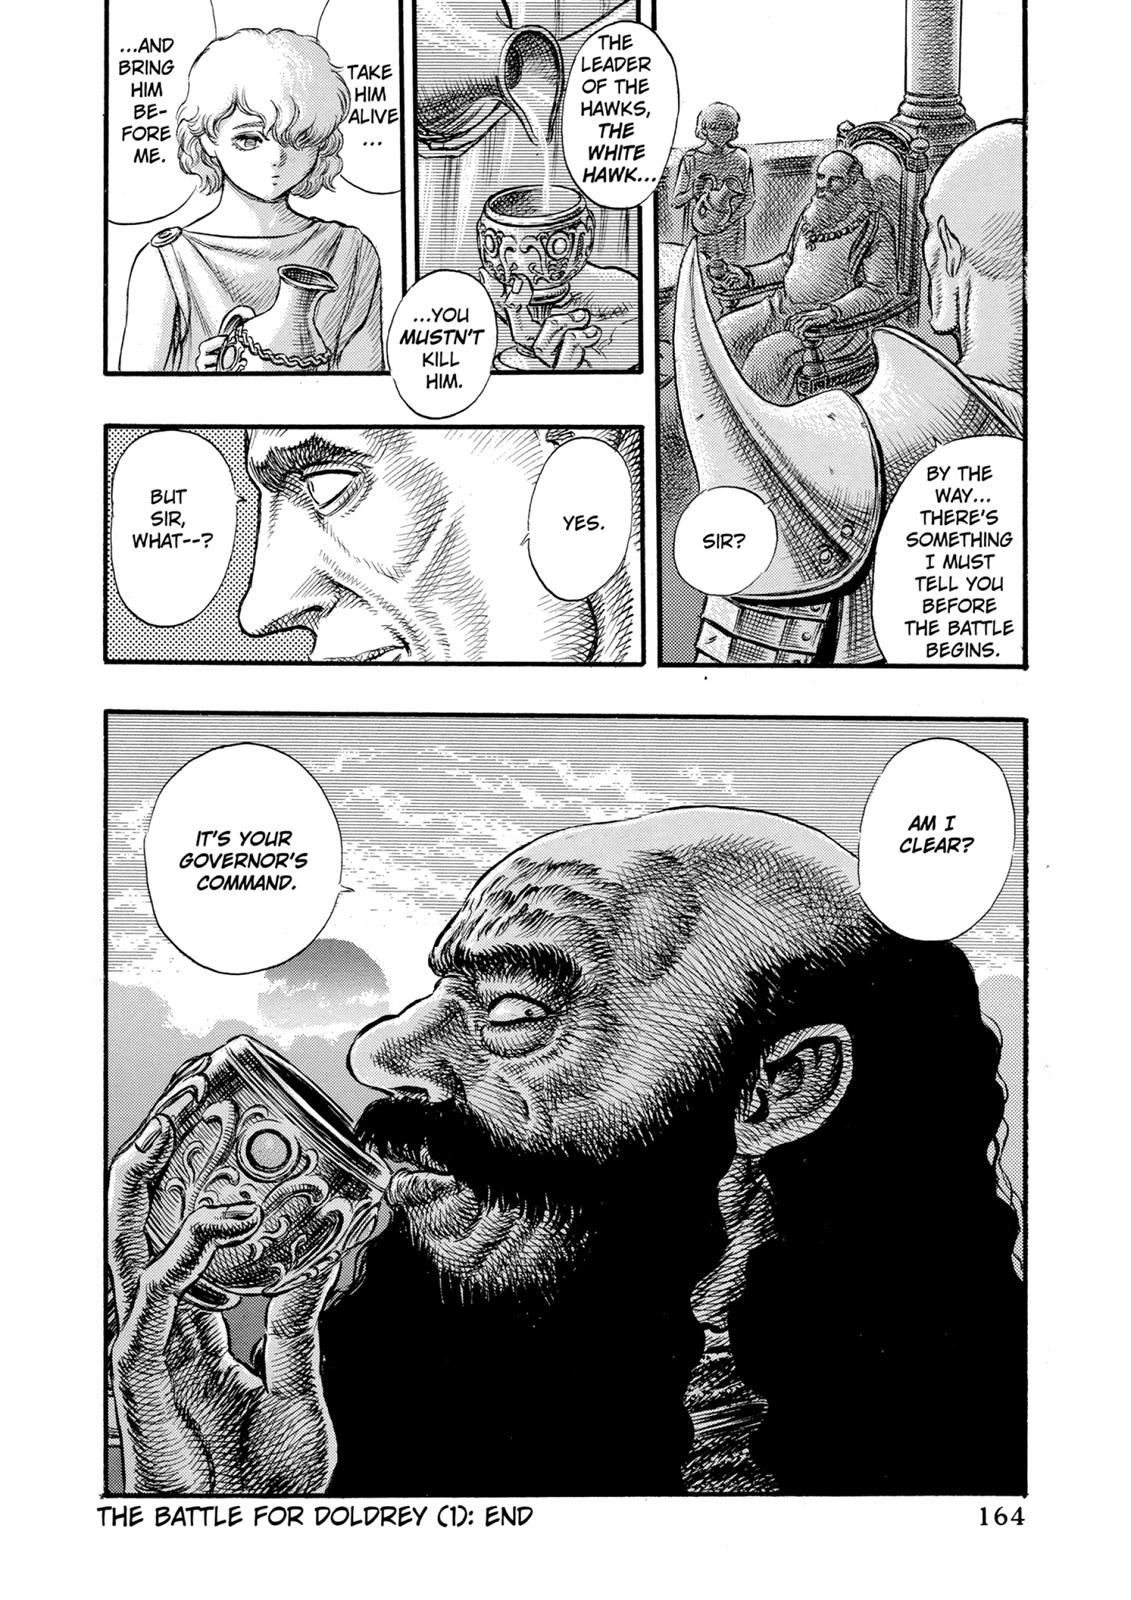 BY THE
WAY...
THERE'S
SOMETHING
I MUST
TELL YOU
BEFORE
THE BATTLE
BEGINS.
SIR?
THE
LEADER
OF THE
HAWKS,
THE
WHITE
HAWK...
...YOU
MUSTN'T
KILL
HIM.
TAKE
HIM
ALIVE
...
...AND
BRING
HIM
BE-
FORE
ME.
YES.
BUT
SIR,
WHAT--?
AM I
CLEAR?
IT'S YOUR
GOVERNOR'S
COMMAND.
THE BATTLE FOR DOLDREY (1): END
164